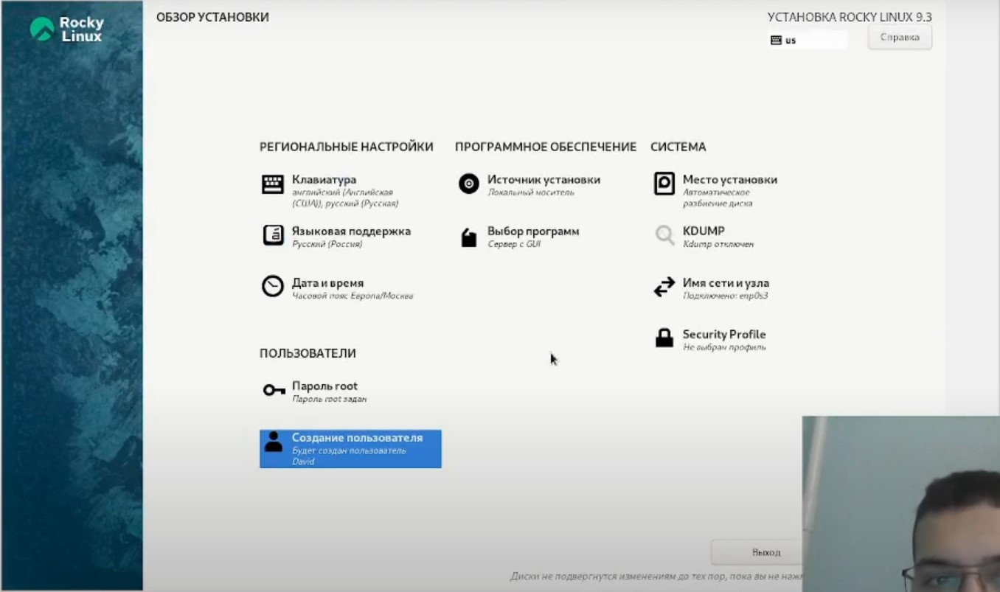 Rocky
Linux
ОБЗОР УСТАНОВКИ
УСТАНОВКА ROCKY LINUX 9.3
us
Справка
РЕГИОНАЛЬНЫЕ НАСТРОЙКИ
Клавиатура
английский (Английская
(США)), русский (Русская)
Языковая поддержка
Русский (Россия)
Дата и время
Часовой пояс Европа/Москва
ПРОГРАММНОЕ ОБЕСПЕЧЕНИЕ
Источник установки
Локальный носитель
Выбор программ
Сервер с GUI
СИСТЕМА
Место установки
Автоматическое
разбиение диска
KDUMP
Kdump отключен
Имя сети и узла
Подключено: enp0s3
Security Profile
Не выбран профиль
ПОЛЬЗОВАТЕЛИ
Пароль root
Пароль root задан
Создание пользователя
Будет создан пользователь
David
Выход
Диски не подвергнутся изменениям до тех пор, пока вы не